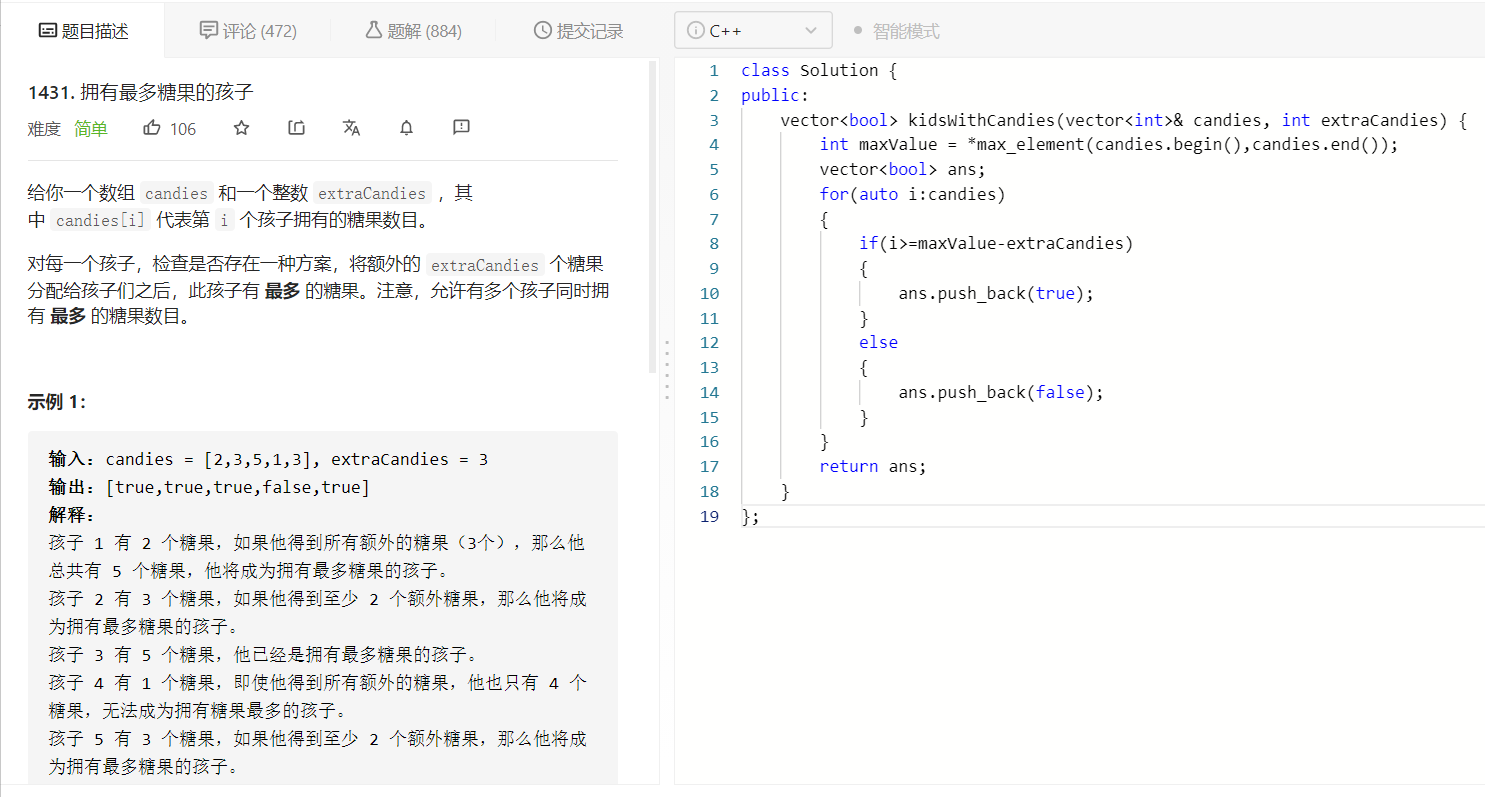 题目描述
评论 (472)
题解 (884)
提交记录
C++
智能模式
1431. 拥有最多糖果的孩子
难度 简单 106
给你一个数组 candies 和一个整数 extraCandies ，其
中 candies[i] 代表第 i 个孩子拥有的糖果数目。
对每一个孩子，检查是否存在一种方案，将额外的 extraCandies 个糖果
分配给孩子们之后，此孩子有 最多 的糖果。注意，允许有多个孩子同时拥
有 最多 的糖果数目。
示例 1：
输入：candies = [2,3,5,1,3], extraCandies = 3
输出：[true,true,true,false,true]
解释：
孩子 1 有 2 个糖果，如果他得到所有额外的糖果（3个），那么他
总共有 5 个糖果，他将成为拥有最多糖果的孩子。
孩子 2 有 3 个糖果，如果他得到至少 2 个额外糖果，那么他将成
为拥有最多糖果的孩子。
孩子 3 有 5 个糖果，他已经是拥有最多糖果的孩子。
孩子 4 有 1 个糖果，即使他得到所有额外的糖果，他也只有 4 个
糖果，无法成为拥有糖果最多的孩子。
孩子 5 有 3 个糖果，如果他得到至少 2 个额外糖果，那么他将成
为拥有最多糖果的孩子。
1 class Solution {
2 public:
3     vector<bool> kidsWithCandies(vector<int>& candies, int extraCandies) {
4         int maxValue = *max_element(candies.begin(),candies.end());
5         vector<bool> ans;
6         for(auto i:candies)
7         {
8             if(i>=maxValue-extraCandies)
9             {
10                 ans.push_back(true);
11             }
12             else
13             {
14                 ans.push_back(false);
15             }
16         }
17         return ans;
18     }
19 };